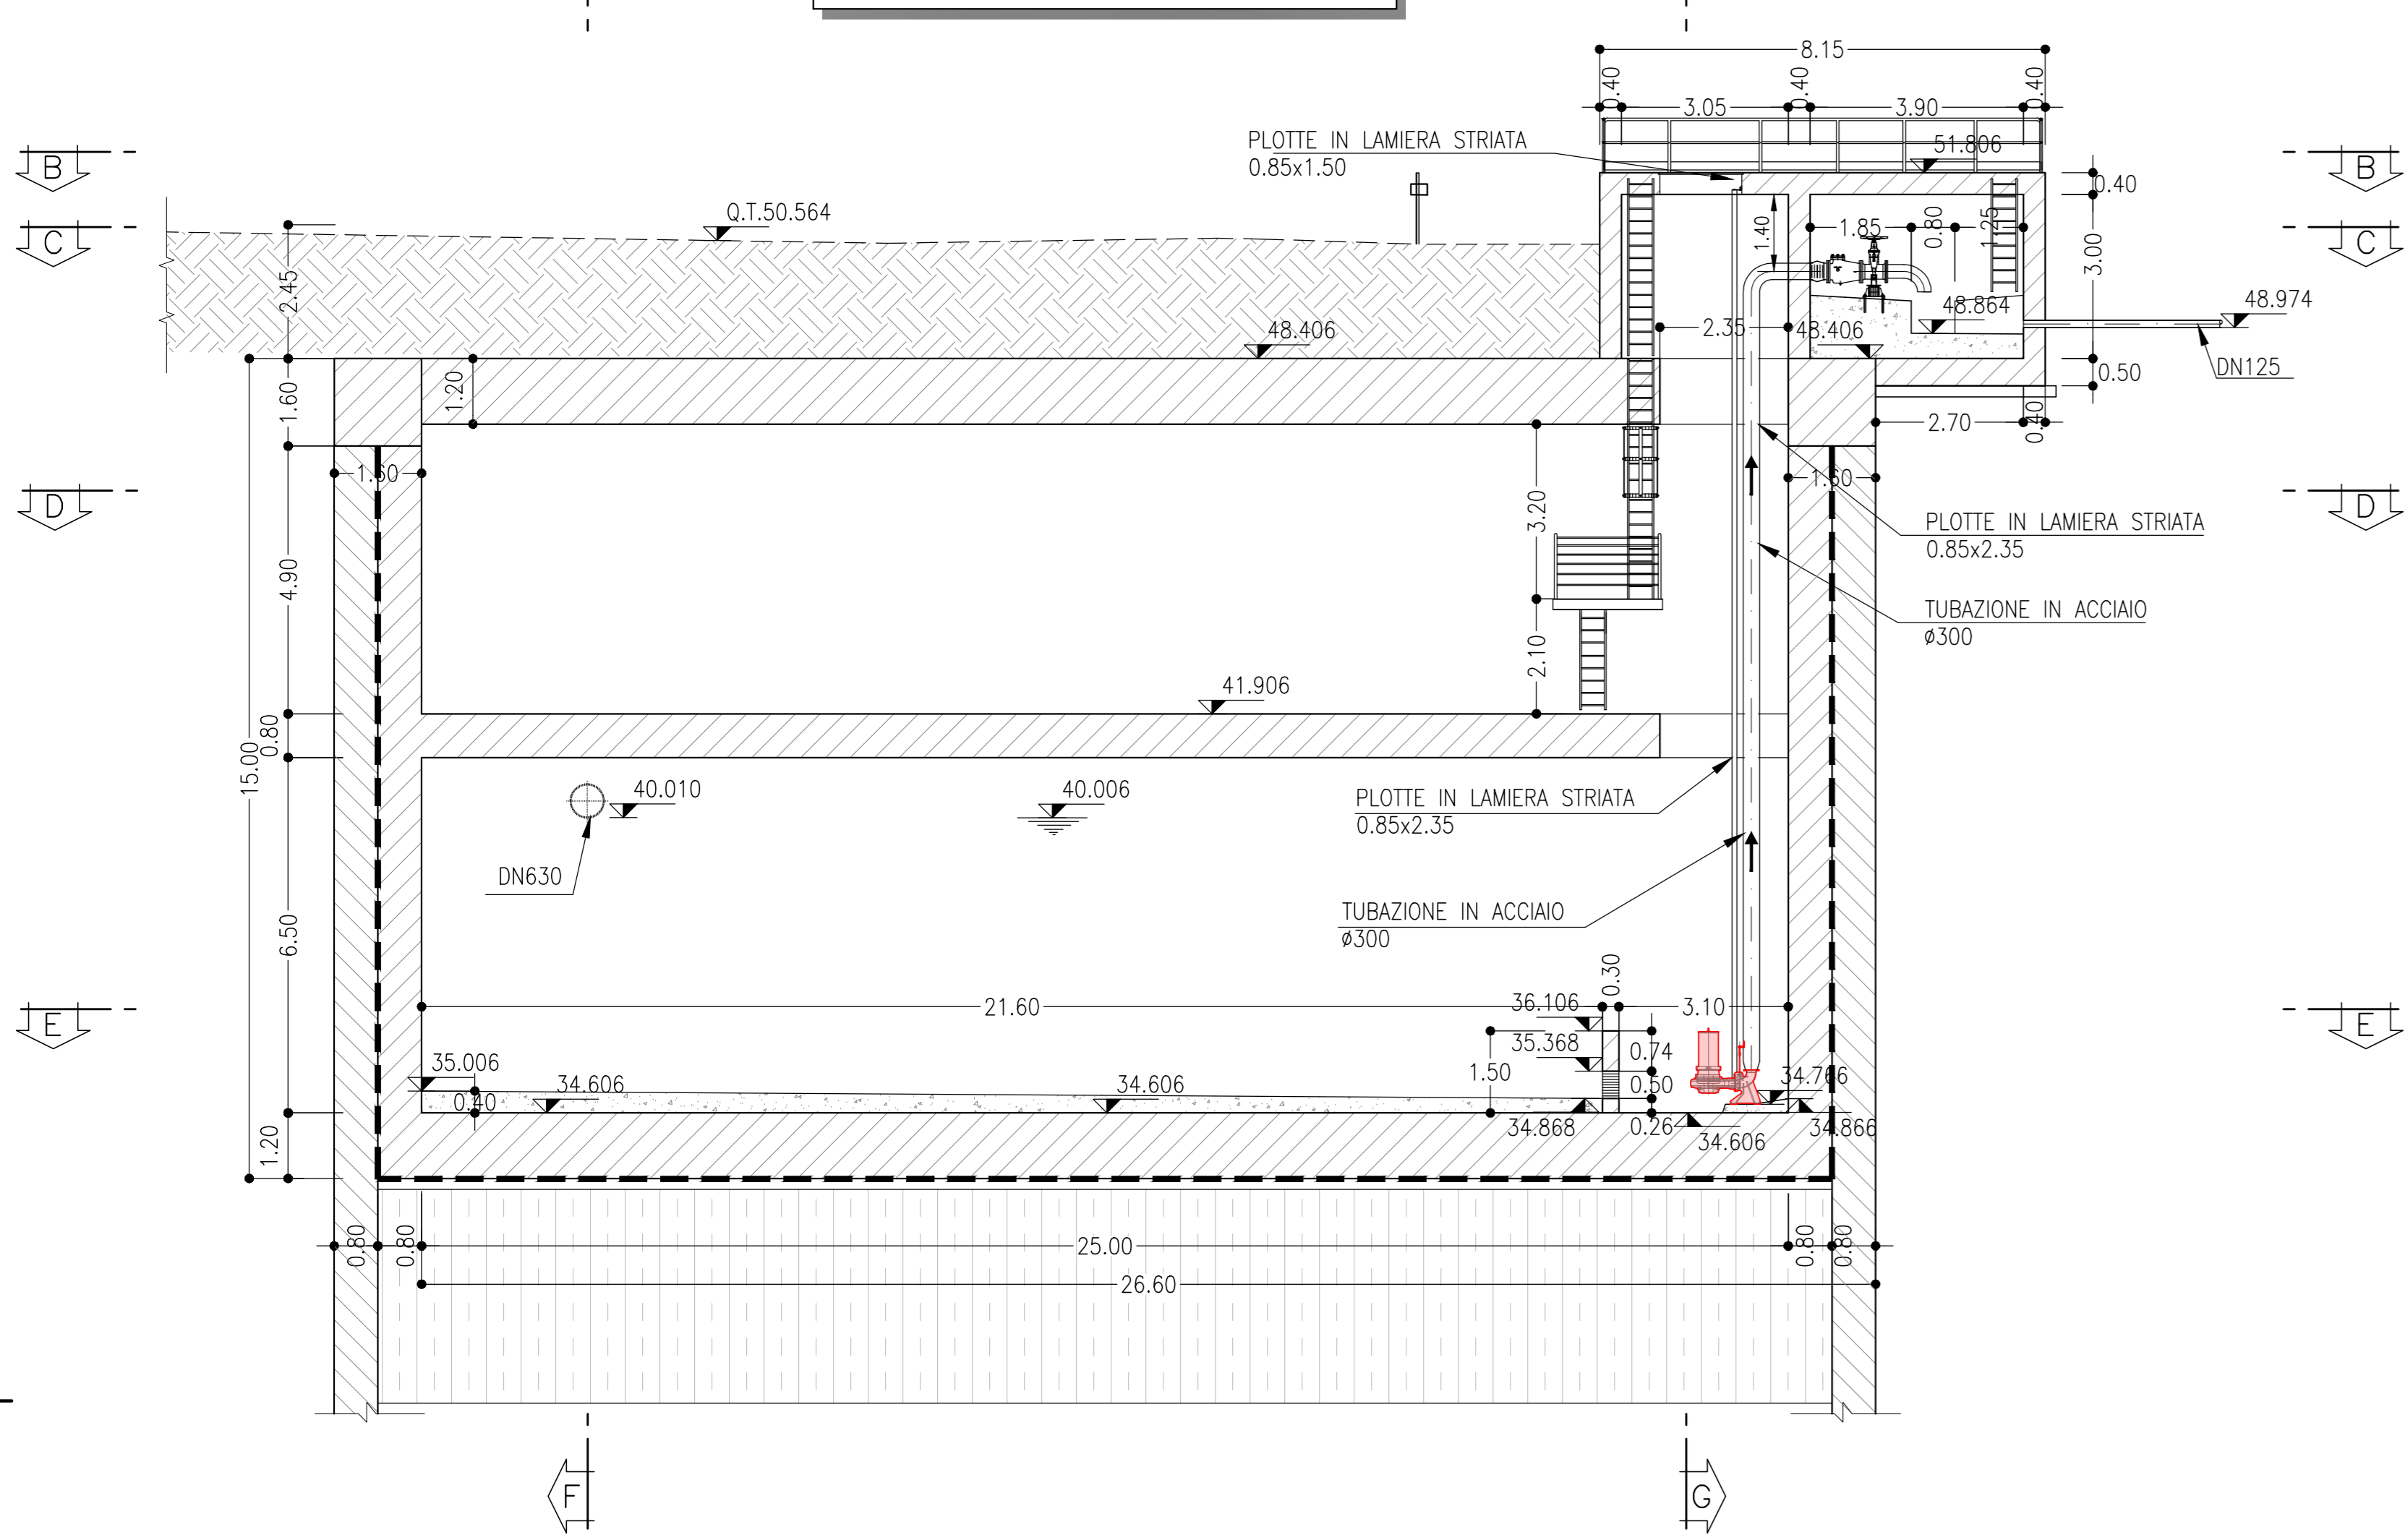 8.15
0.40
3.05
0.40
3.90
0.40
PLOTTE IN LAMIERA STRIATA
0.85x1.50
51.806
B
B
0.40
Q.T.50.564
C
C
1.40
1.85
0.80
1.25
3.00
2.45
48.864
48.974
48.406
2.35
48.406
DN125
0.50
1.60
1.20
2.70
0.40
1.60
1.60
D
D
3.20
PLOTTE IN LAMIERA STRIATA
0.85x2.35
4.90
TUBAZIONE IN ACCIAIO
ø300
2.10
41.906
0.80
15.00
40.010
40.006
PLOTTE IN LAMIERA STRIATA
0.85x2.35
DN630
TUBAZIONE IN ACCIAIO
ø300
6.50
0.30
E
21.60
36.106
3.10
E
35.368
0.74
1.50
35.006
34.606
34.606
0.50
34.766
0.40
34.868
0.26
34.606
34.866
1.20
0.80
0.80
25.00
0.80
0.80
26.60
F
G